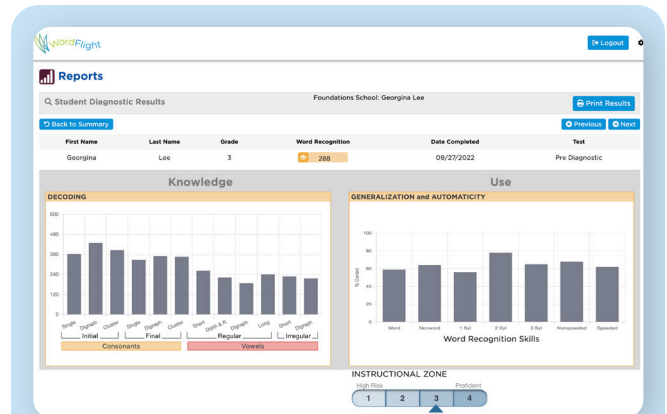 WordFlight
Logout
Reports
Student Diagnostic Results
Foundations School: Georgina Lee
Print Results
Back to Summary
Previous
Next
First Name Last Name Grade Word Recognition Date Completed Test
Georgina Lee 3 288 09/27/2022 Pre Diagnostic
Knowledge
DECODING
600
480
360
240
120
0
Single Digraph Cluster Single Digraph Cluster Short Dipth & R Digraph Long Short Digraph
Initial Final Regular Irregular
Consonants Vowels
Use
GENERALIZATION and AUTOMATICITY
% Correct
100
80
60
40
20
0
Word Nonword 1 Syl 2 Syl 3 Syl Nonspeeded Speeded
Word Recognition Skills
INSTRUCTIONAL ZONE
High Risk Proficient
1 2 3 4